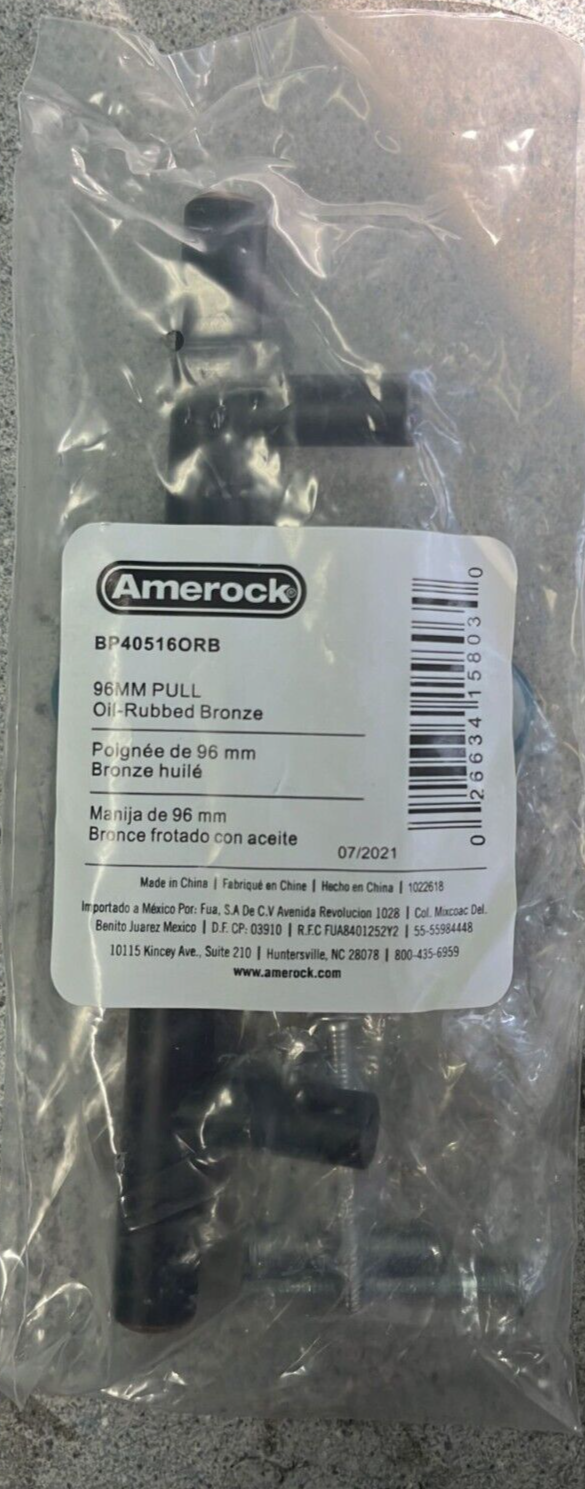 Amerock®
BP40516ORB
96MM PULL
Oil-Rubbed Bronze
Poignée de 96 mm
Bronze huilé
Manija de 96 mm
Bronce frotado con aceite
07/2021
0 26634 15803 0
Made in China | Fabriqué en Chine | Hecho en China | 1022618
Importado a México Por: Fua, S.A De C.V Avenida Revolucion 1028 | Col. Mixcoac Del.
Benito Juarez Mexico | D.F. CP: 03910 | R.F.C FUA8401252Y2 | 55-55984448
10115 Kincey Ave., Suite 210 | Huntersville, NC 28078 | 800-435-6959
www.amerock.com